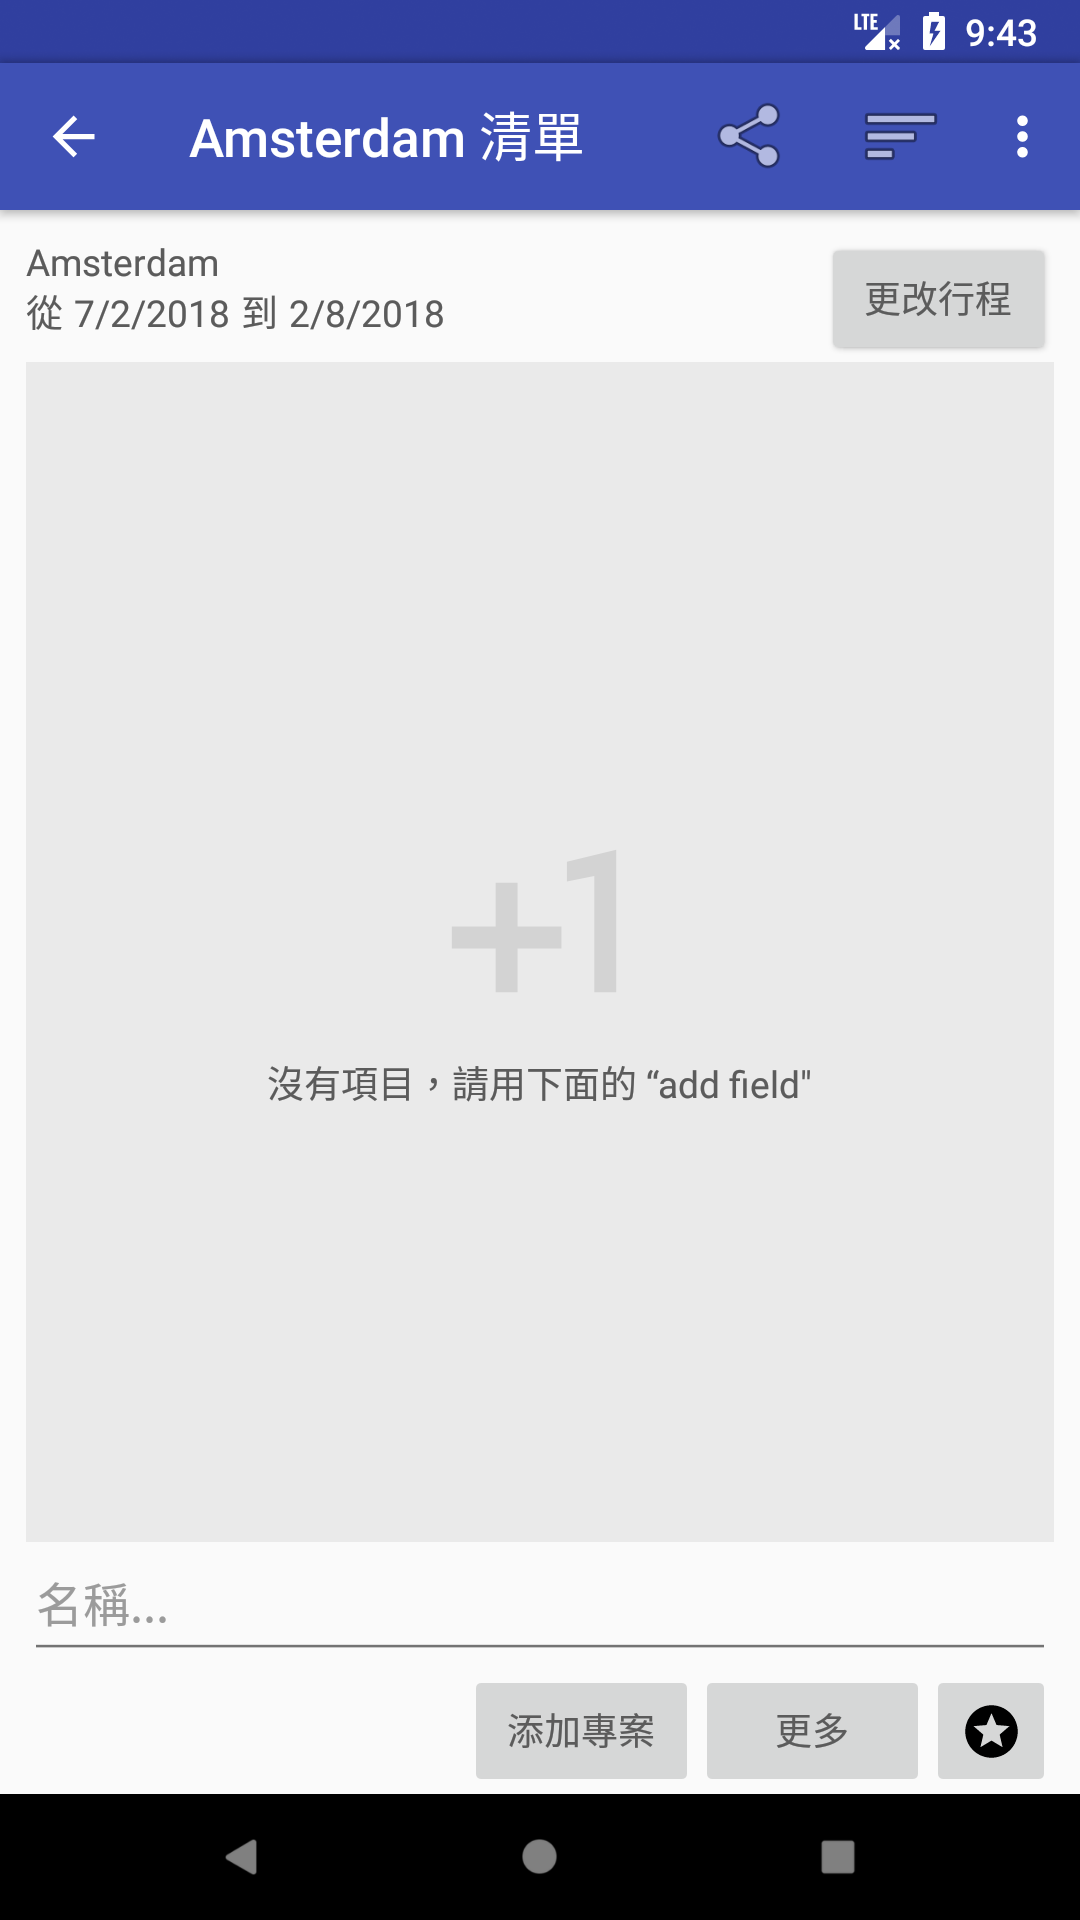 LTE 9:43
Amsterdam 清單
Amsterdam
從 7/2/2018 到 2/8/2018
更改行程
+1
沒有項目，請用下面的 “add field"
名稱...
添加專案 更多